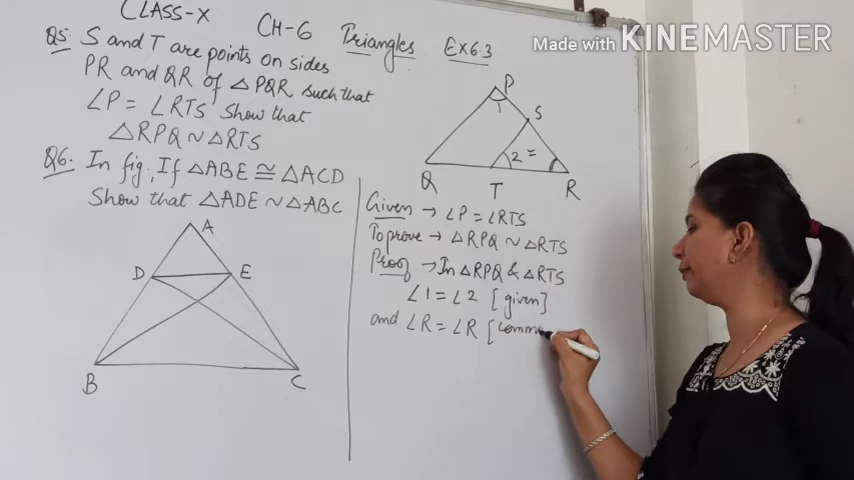 CLASS-X CH-6 Triangles EX 6.3
Made with KINEMASTER
Q5. S and T are points on sides
PR and QR of △PQR such that
∠P = ∠RTS Show that
△RPQ ~ △RTS
Q6. In fig, If △ABE ≅ △ACD
Show that △ADE ~ △ABC
A
D E
B C
P
1
S
2 =
Q T R
Given → ∠P = ∠RTS
To prove → △RPQ ~ △RTS
Proof → In △RPQ & △RTS
∠1 = ∠2 [given]
and ∠R = ∠R [commo